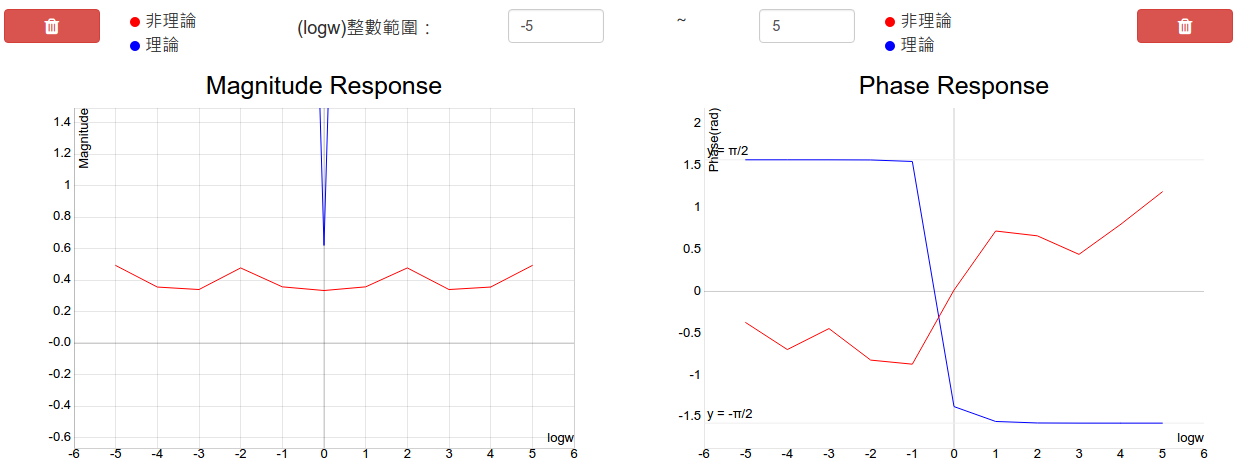 非理論
理論
(logw)整數範圍：
-5
~
5
非理論
理論
Magnitude Response
Magnitude
1.4
1.2
1
0.8
0.6
0.4
0.2
-0.0
-0.2
-0.4
-0.6
logw
-6 -5 -4 -3 -2 -1 0 1 2 3 4 5 6
Phase Response
Phase(rad)
2
y = π/2
1.5
1
0.5
0
-0.5
-1
-1.5
y = -π/2
logw
-6 -5 -4 -3 -2 -1 0 1 2 3 4 5 6